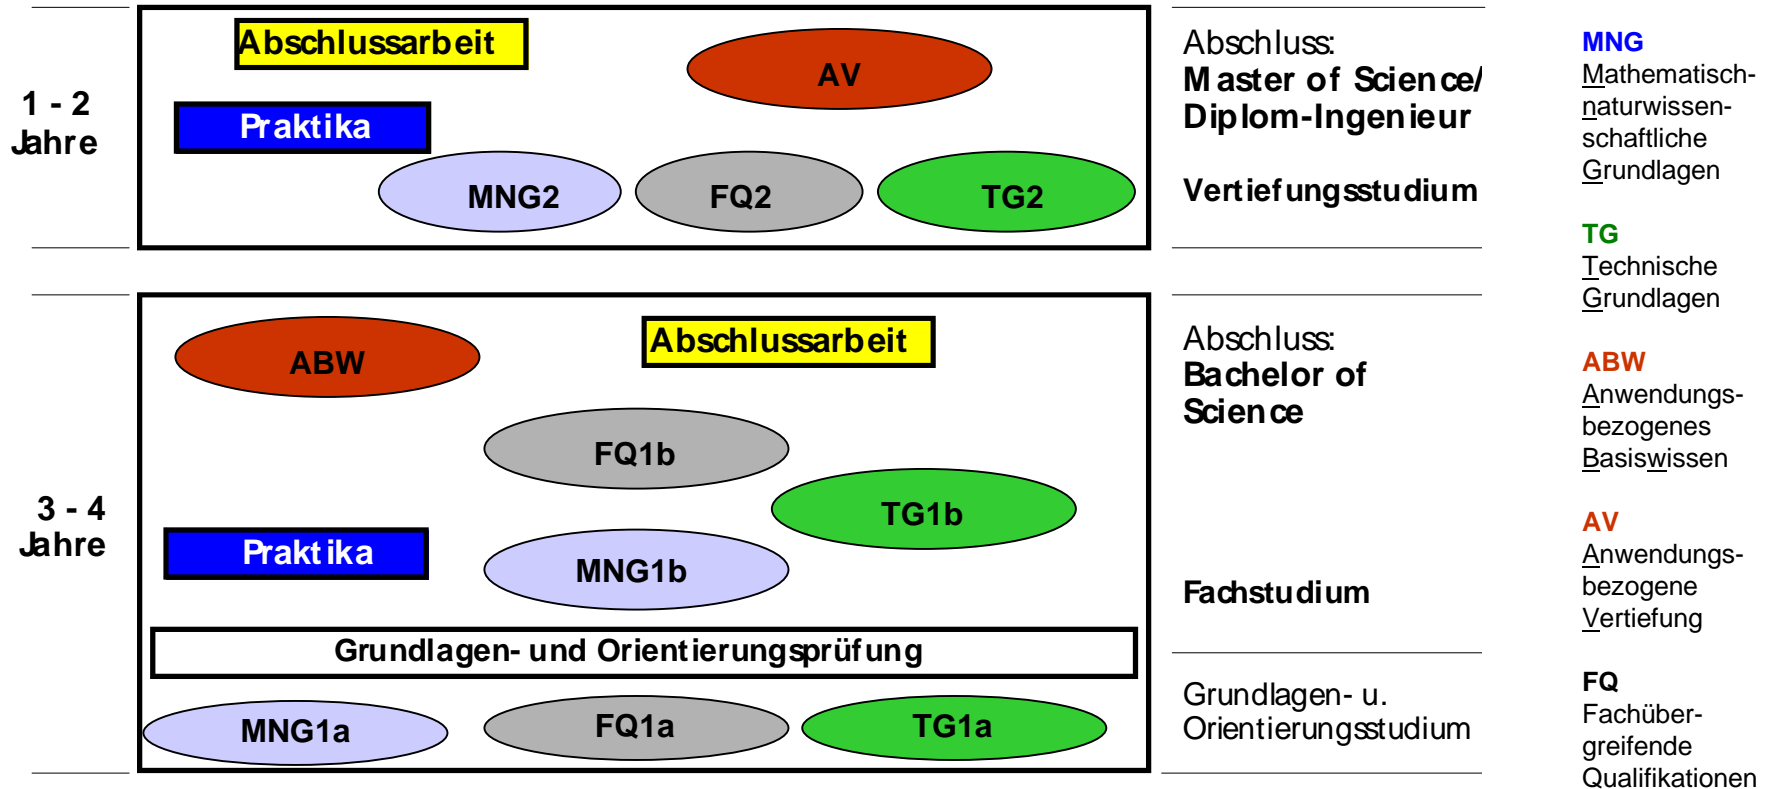 1 - 2
Jahre
Abschlussarbeit
AV
Praktika
MNG2
FQ2
TG2
Abschluss:
Master of Science/
Diplom-Ingenieur
Vertiefungsstudium
3 - 4
Jahre
ABW
Abschlussarbeit
FQ1b
TG1b
Praktika
MNG1b
Grundlagen- und Orientierungsprüfung
MNG1a
FQ1a
TG1a
Abschluss:
Bachelor of
Science
Fachstudium
Grundlagen- u.
Orientierungsstudium
MNG
Mathematisch-
naturwissen-
schaftliche
Grundlagen
TG
Technische
Grundlagen
ABW
Anwendungs-
bezogenes
Basiswissen
AV
Anwendungs-
bezogene
Vertiefung
FQ
Fachüber-
greifende
Qualifikationen